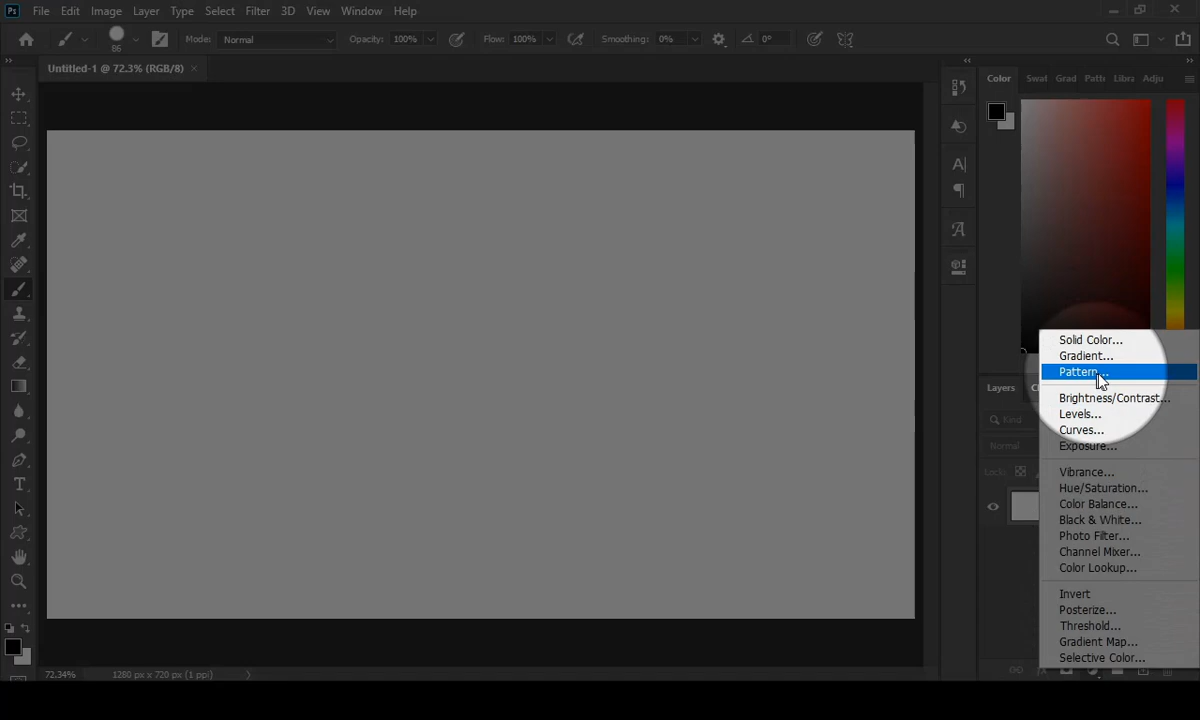 Ps File Edit Image Layer Type Select Filter 3D View Window Help
86 Mode: Normal Opacity: 100% Flow: 100% Smoothing: 0% 0°
Untitled-1 @ 72.3% (RGB/8) ×
Color Swat Grad Patt Libra Adju
Solid Color...
Gradient...
Layers
Pattern...
Kind
Brightness/Contrast...
Levels...
Curves...
Normal
Exposure...
Vibrance...
Hue/Saturation...
Color Balance...
Black & White...
Photo Filter...
Channel Mixer...
Color Lookup...
Invert
Posterize...
Threshold...
Gradient Map...
Selective Color...
72.34% 1280 px x 720 px (1 ppi)